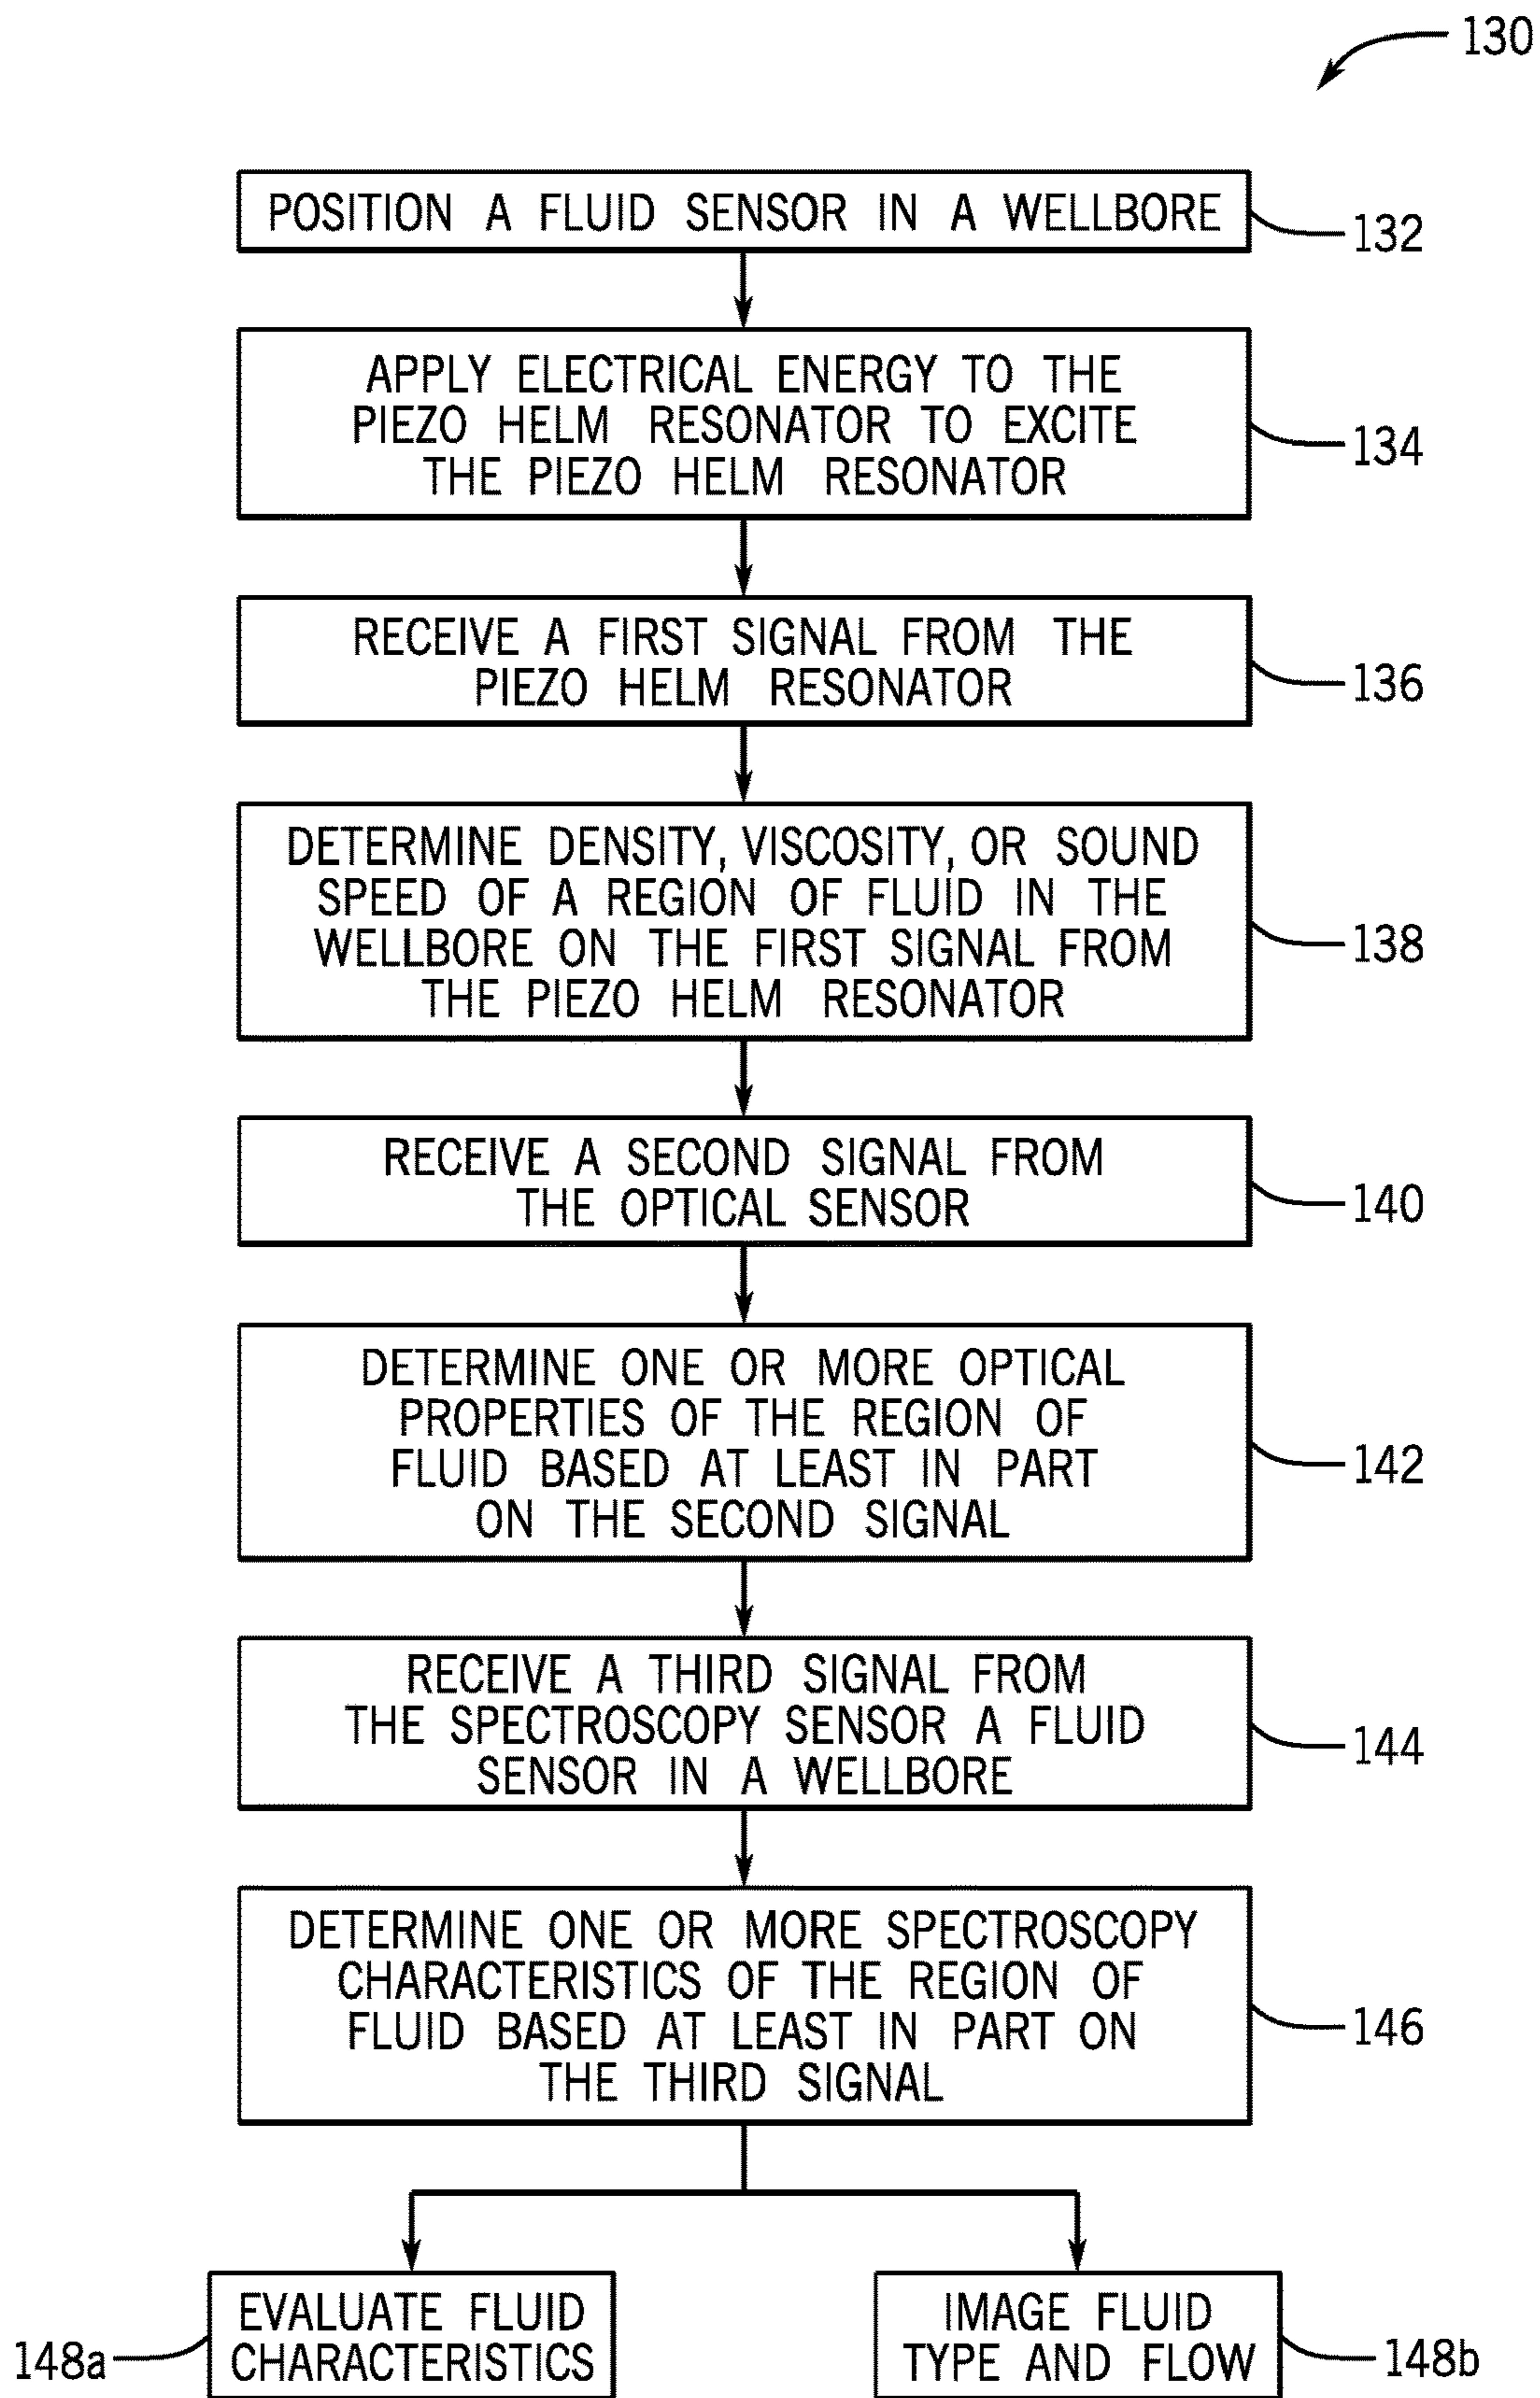 130
POSITION A FLUID SENSOR IN A WELLBORE
132
APPLY ELECTRICAL ENERGY TO THE
PIEZO HELM RESONATOR TO EXCITE
THE PIEZO HELM RESONATOR
134
RECEIVE A FIRST SIGNAL FROM THE
PIEZO HELM RESONATOR
136
DETERMINE DENSITY, VISCOSITY, OR SOUND
SPEED OF A REGION OF FLUID IN THE
WELLBORE ON THE FIRST SIGNAL FROM
THE PIEZO HELM RESONATOR
138
RECEIVE A SECOND SIGNAL FROM
THE OPTICAL SENSOR
140
DETERMINE ONE OR MORE OPTICAL
PROPERTIES OF THE REGION OF
FLUID BASED AT LEAST IN PART
ON THE SECOND SIGNAL
142
RECEIVE A THIRD SIGNAL FROM
THE SPECTROSCOPY SENSOR A FLUID
SENSOR IN A WELLBORE
144
DETERMINE ONE OR MORE SPECTROSCOPY
CHARACTERISTICS OF THE REGION OF
FLUID BASED AT LEAST IN PART ON
THE THIRD SIGNAL
146
EVALUATE FLUID
CHARACTERISTICS
148a
IMAGE FLUID
TYPE AND FLOW
148b